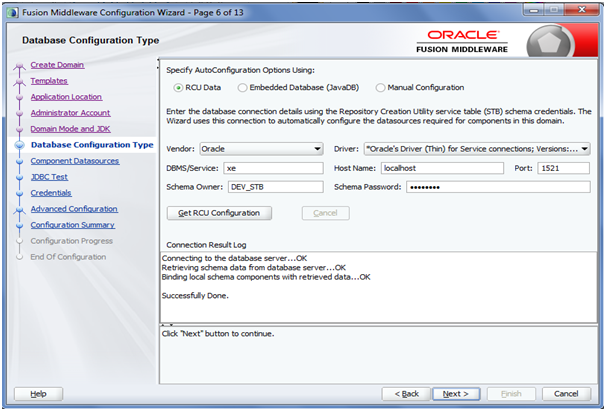 Fusion Middleware Configuration Wizard - Page 6 of 13
Database Configuration Type
ORACLE
FUSION MIDDLEWARE
Create Domain
Templates
Application Location
Administrator Account
Domain Mode and JDK
Database Configuration Type
Component Datasources
JDBC Test
Credentials
Advanced Configuration
Configuration Summary
Configuration Progress
End Of Configuration
Specify AutoConfiguration Options Using:
RCU Data Embedded Database (JavaDB) Manual Configuration
Enter the database connection details using the Repository Creation Utility service table (STB) schema credentials. The
Wizard uses this connection to automatically configure the datasources required for components in this domain.
Vendor: Oracle Driver: *Oracle's Driver (Thin) for Service connections; Versions:...
DBMS/Service: xe Host Name: localhost Port: 1521
Schema Owner: DEV_STB Schema Password: ••••••••
Get RCU Configuration Cancel
Connection Result Log
Connecting to the database server...OK
Retrieving schema data from database server...OK
Binding local schema components with retrieved data...OK
Successfully Done.
Click "Next" button to continue.
Help < Back Next > Finish Cancel